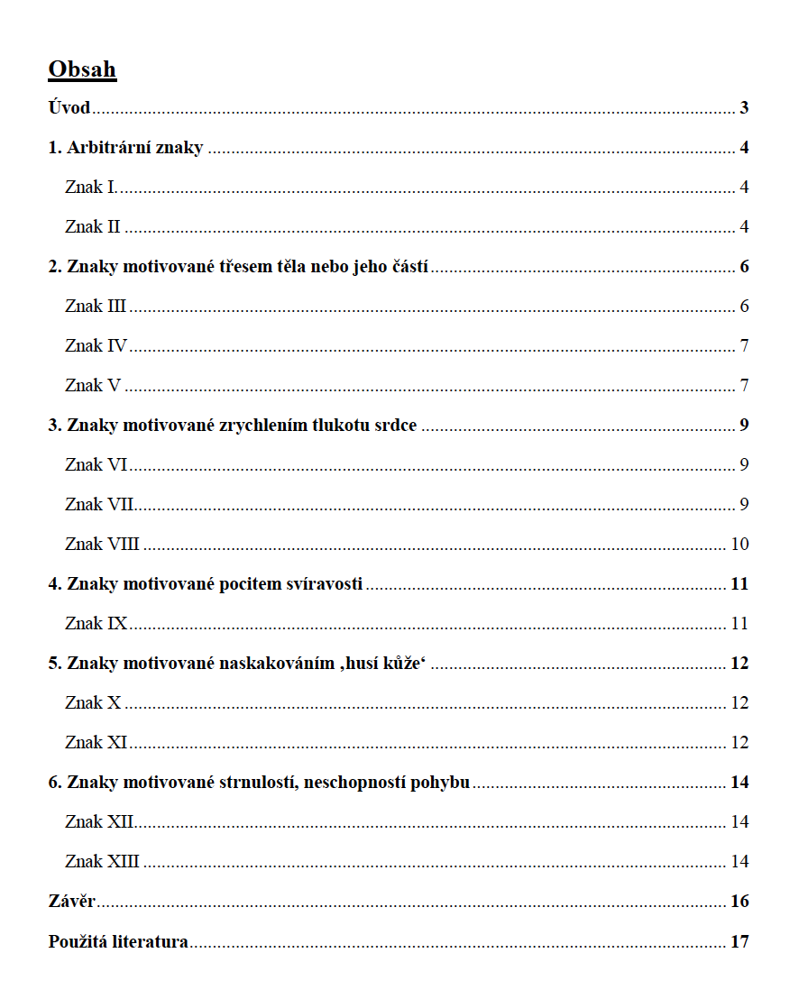 Obsah
Úvod 3
1. Arbitrární znaky 4
Znak I. 4
Znak II 4
2. Znaky motivované třesem těla nebo jeho částí 6
Znak III 6
Znak IV 7
Znak V 7
3. Znaky motivované zrychlením tlukotu srdce 9
Znak VI 9
Znak VII 9
Znak VIII 10
4. Znaky motivované pocitem svíravosti 11
Znak IX 11
5. Znaky motivované naskakováním ‚husí kůže‘ 12
Znak X 12
Znak XI 12
6. Znaky motivované strnulostí, neschopností pohybu 14
Znak XII 14
Znak XIII 14
Závěr 16
Použitá literatura 17